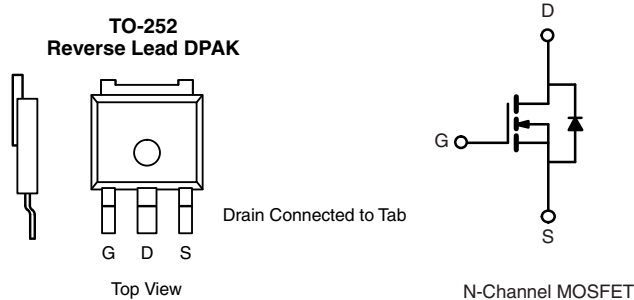 TO-252
Reverse Lead DPAK
Drain Connected to Tab
G D S
Top View
D
G
S
N-Channel MOSFET